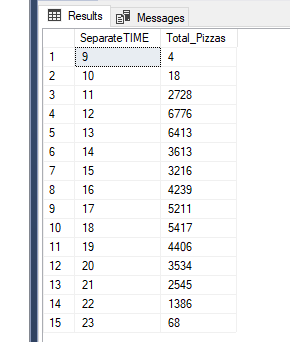 Results Messages
SeparateTIME Total_Pizzas
1 9 4
2 10 18
3 11 2728
4 12 6776
5 13 6413
6 14 3613
7 15 3216
8 16 4239
9 17 5211
10 18 5417
11 19 4406
12 20 3534
13 21 2545
14 22 1386
15 23 68